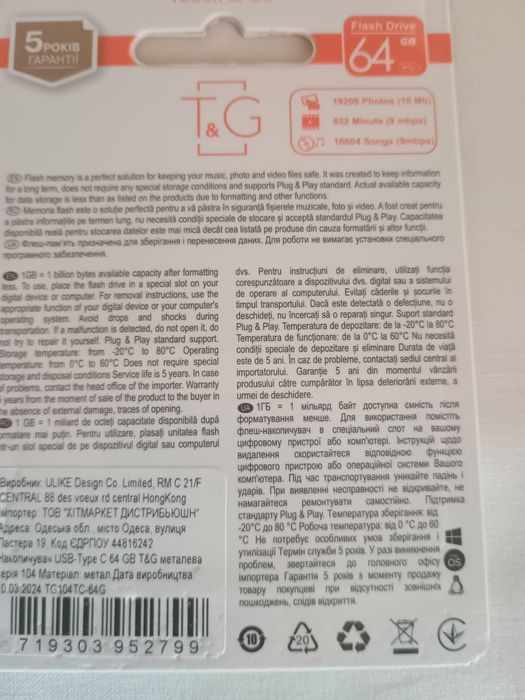 5 РОКІВ
ГАРАНТІЇ
Flash Drive
64 GB
T&G
19200 Photos (10 Mb)
852 Minute (9 mbps)
16604 Songs (9mbps)
EN Flash memory is a perfect solution for keeping your music, photo and video files safe. It was created to keep information
for a long term, does not require any special storage conditions and supports Plug & Play standard. Actual available capacity
for data storage is less than as listed on the products due to formatting and other functions.
RO Memoria flash este o soluție perfectă pentru a vă păstra în siguranță fișierele muzicale, foto și video. A fost creat pentru
a păstra informațiile pe termen lung, nu necesită condiții speciale de stocare și acceptă standardul Plug & Play. Capacitatea
disponibilă reală pentru stocarea datelor este mai mică decât cea listată pe produse din cauza formatării și altor funcții.
UA Флеш-пам'ять призначена для зберігання і перенесення даних. Для роботи не вимагає установки спеціального
програмного забезпечення.
EN 1GB = 1 billion bytes available capacity after formatting
less. To use, place the flash drive in a special slot on your
digital device or computer. For removal instructions, use the
appropriate function of your digital device or your computer's
operating system. Avoid drops and shocks during
transportation. If a malfunction is detected, do not open it, do
not try to repair it yourself. Plug & Play standard support.
Storage temperature: from -20°C to 80°C Operating
temperature: from 0°C to 60°C Does not require special
storage and disposal conditions Service life is 5 years. In case
of problems, contact the head office of the importer. Warranty
5 years from the moment of sale of the product to the buyer in
the absence of external damage, traces of opening.
RO 1 GB = 1 miliard de octeți capacitate disponibilă după
formatare mai puțin. Pentru utilizare, plasați unitatea flash
într-un slot special de pe dispozitivul digital sau computerul
dvs. Pentru instrucțiuni de eliminare, utilizați funcția
corespunzătoare a dispozitivului dvs. digital sau a sistemului
de operare al computerului. Evitați căderile și șocurile în
timpul transportului. Dacă este detectată o defecțiune, nu o
deschideți, nu încercați să o reparați singur. Suport standard
Plug & Play. Temperatura de depozitare: de la -20°C la 80°C
Temperatura de funcționare: de la 0°C la 60°C Nu necesită
condiții speciale de depozitare și eliminare Durata de viață
este de 5 ani. În caz de probleme, contactați sediul central al
importatorului. Garanție 5 ani din momentul vânzării
produsului către cumpărător în lipsa deteriorării externe, a
urmei de deschidere.
UA 1ГБ = 1 мільярд байт доступна ємність після
форматування менше. Для використання помістіть
флеш-накопичувач в спеціальний слот на вашому
цифровому пристрої або комп'ютері. Інструкцій щодо
видалення скористайтеся відповідною функцією
цифрового пристрою або операційної системи Вашого
комп'ютера. Під час транспортування уникайте падінь і
ударів. При виявленні несправності не відкривайте, не
намагайтеся ремонтувати самостійно. Підтримка
стандарту Plug & Play. Температура зберігання: від
-20°C до 80 °C Робоча температура: від 0 °C до 60
°C Не потребує особливих умов зберігання і
утилізації Термін служби 5 років. У разі виникнення
проблем, звертайтеся до головного офісу
імпортера Гарантія 5 років з моменту продажу
товару покупцеві при відсутності зовнішніх
пошкоджень, слідів відкриття.
OS
Виробник: ULIKE Design Co. Limited, RM C 21/F
CENTRAL 88 des voeux rd central HongKong
Імпортер: ТОВ "ХІТМАРКЕТ ДИСТРИБЬЮШН"
Адреса: Одеська обл., місто Одеса, вулиця
Пастера 19. Код ЄДРПОУ 44816242
Накопичувач USB-Type C 64 GB T&G металева
серія 104 Матеріал: метал Дата виробництва
10.03.2024 TG104TC-64G
719303 952799
10
20